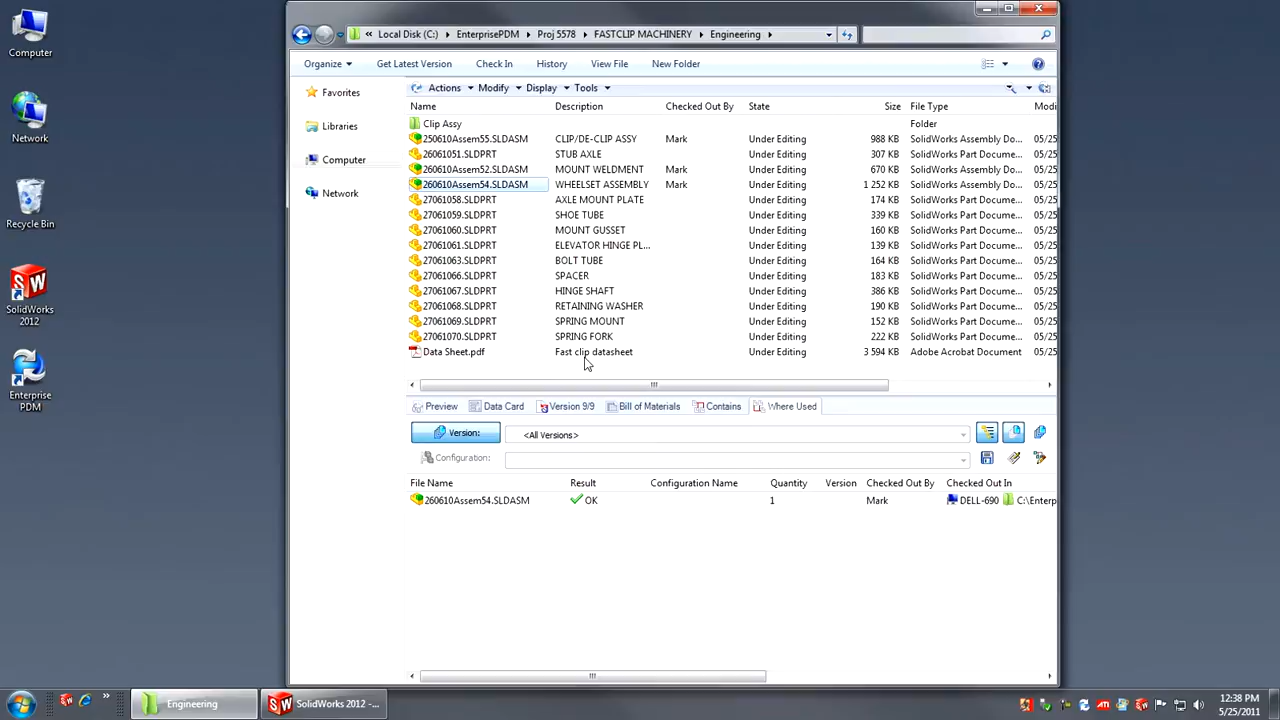 Computer
Network
Recycle Bin
SolidWorks
2012
Enterprise
PDM
« Local Disk (C:) ▸ EnterprisePDM ▸ Proj 5578 ▸ FASTCLIP MACHINERY ▸ Engineering ▸
Organize Get Latest Version Check In History View File New Folder
Favorites
Libraries
Computer
Network
Actions Modify Display Tools
Name Description Checked Out By State Size File Type Modi
Clip Assy Folder
250610Assem55.SLDASM CLIP/DE-CLIP ASSY Mark Under Editing 988 KB SolidWorks Assembly Do... 05/25
26061051.SLDPRT STUB AXLE Under Editing 307 KB SolidWorks Part Docume... 05/25
260610Assem52.SLDASM MOUNT WELDMENT Mark Under Editing 670 KB SolidWorks Assembly Do... 05/25
260610Assem54.SLDASM WHEELSET ASSEMBLY Mark Under Editing 1 252 KB SolidWorks Assembly Do... 05/25
27061058.SLDPRT AXLE MOUNT PLATE Under Editing 174 KB SolidWorks Part Docume... 05/25
27061059.SLDPRT SHOE TUBE Under Editing 339 KB SolidWorks Part Docume... 05/25
27061060.SLDPRT MOUNT GUSSET Under Editing 160 KB SolidWorks Part Docume... 05/25
27061061.SLDPRT ELEVATOR HINGE PL... Under Editing 139 KB SolidWorks Part Docume... 05/25
27061063.SLDPRT BOLT TUBE Under Editing 164 KB SolidWorks Part Docume... 05/25
27061066.SLDPRT SPACER Under Editing 183 KB SolidWorks Part Docume... 05/25
27061067.SLDPRT HINGE SHAFT Under Editing 386 KB SolidWorks Part Docume... 05/25
27061068.SLDPRT RETAINING WASHER Under Editing 190 KB SolidWorks Part Docume... 05/25
27061069.SLDPRT SPRING MOUNT Under Editing 152 KB SolidWorks Part Docume... 05/25
27061070.SLDPRT SPRING FORK Under Editing 222 KB SolidWorks Part Docume... 05/25
Data Sheet.pdf Fast clip datasheet Under Editing 3 594 KB Adobe Acrobat Document 05/25
Preview Data Card Version 9/9 Bill of Materials Contains Where Used
Version: <All Versions>
Configuration:
File Name Result Configuration Name Quantity Version Checked Out By Checked Out In
260610Assem54.SLDASM OK 1 Mark DELL-690 C:\Enterp
Engineering SolidWorks 2012 -...
12:38 PM
5/25/2011